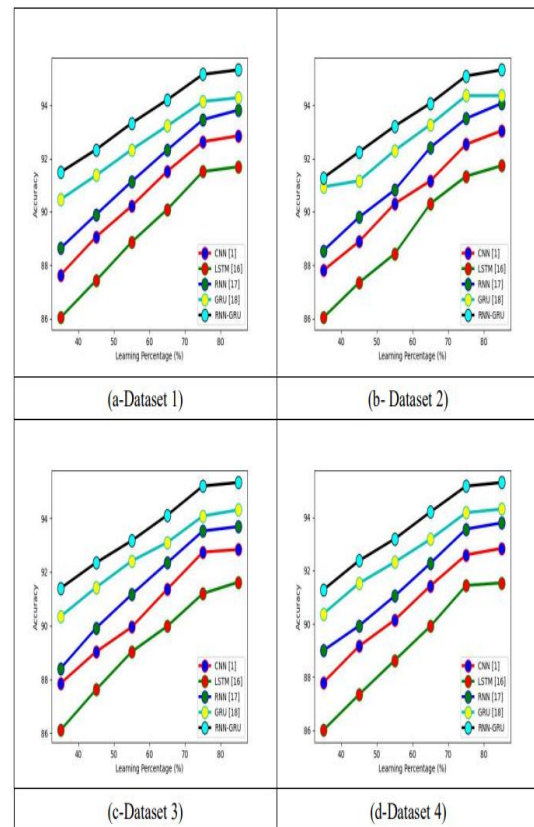 94
92
90
88
86
Accuracy
40 50 60 70 80
Learning Percentage (%)
CNN [1]
LSTM [16]
RNN [17]
GRU [18]
RNN-GRU
(a-Dataset 1)
94
92
90
88
86
Accuracy
40 50 60 70 80
Learning Percentage (%)
CNN [1]
LSTM [16]
RNN [17]
GRU [18]
RNN-GRU
(b- Dataset 2)
94
92
90
88
86
Accuracy
40 50 60 70 80
Learning Percentage (%)
CNN [1]
LSTM [16]
RNN [17]
GRU [18]
RNN-GRU
(c-Dataset 3)
94
92
90
88
86
Accuracy
40 50 60 70 80
Learning Percentage (%)
CNN [1]
LSTM [16]
RNN [17]
GRU [18]
RNN-GRU
(d-Dataset 4)